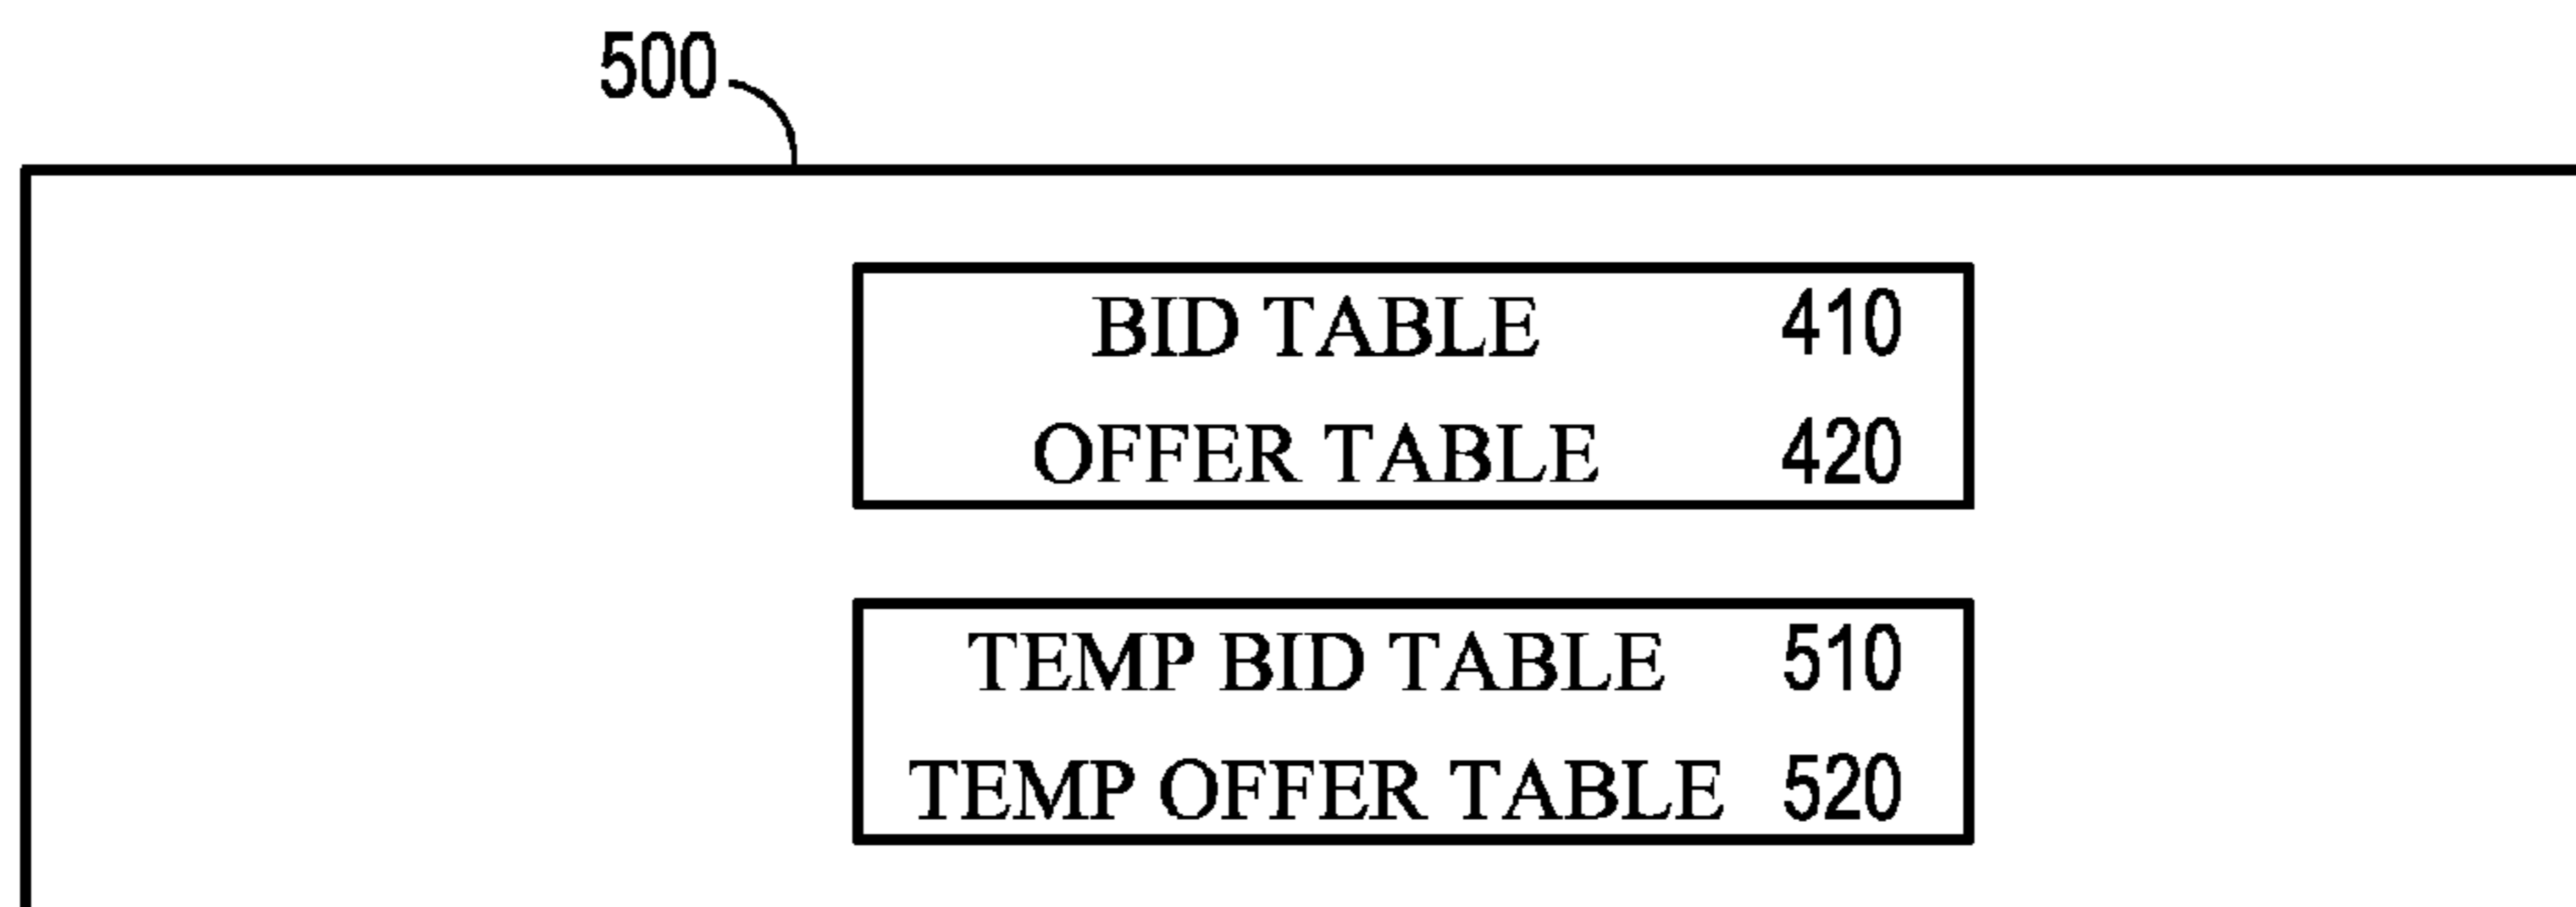 500
BID TABLE 410
OFFER TABLE 420
TEMP BID TABLE 510
TEMP OFFER TABLE 520